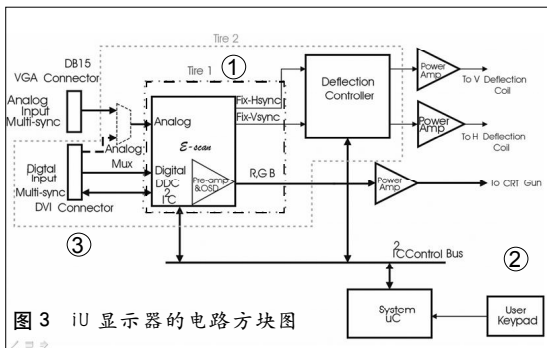 Tire 2
DB15
VGA Connector
Tire 1
①
Analog
Input
Multi-sync
Analog
Mux
Analog
E-scan
Digital
DDC
I²C
Pre-amp
&OSD
Fix-Hsync
Fix-Vsync
R,G B
Deflection
Controller
Power
Amp
To V Deflection
Coil
Power
Amp
To H Deflection
Coil
Power
Amp
To CRT Gun
Digtal
Input
Multi-sync
DVI Connector
③
I²C Control Bus
②
System
uC
User
Keypad
图 3 iU 显示器的电路方块图